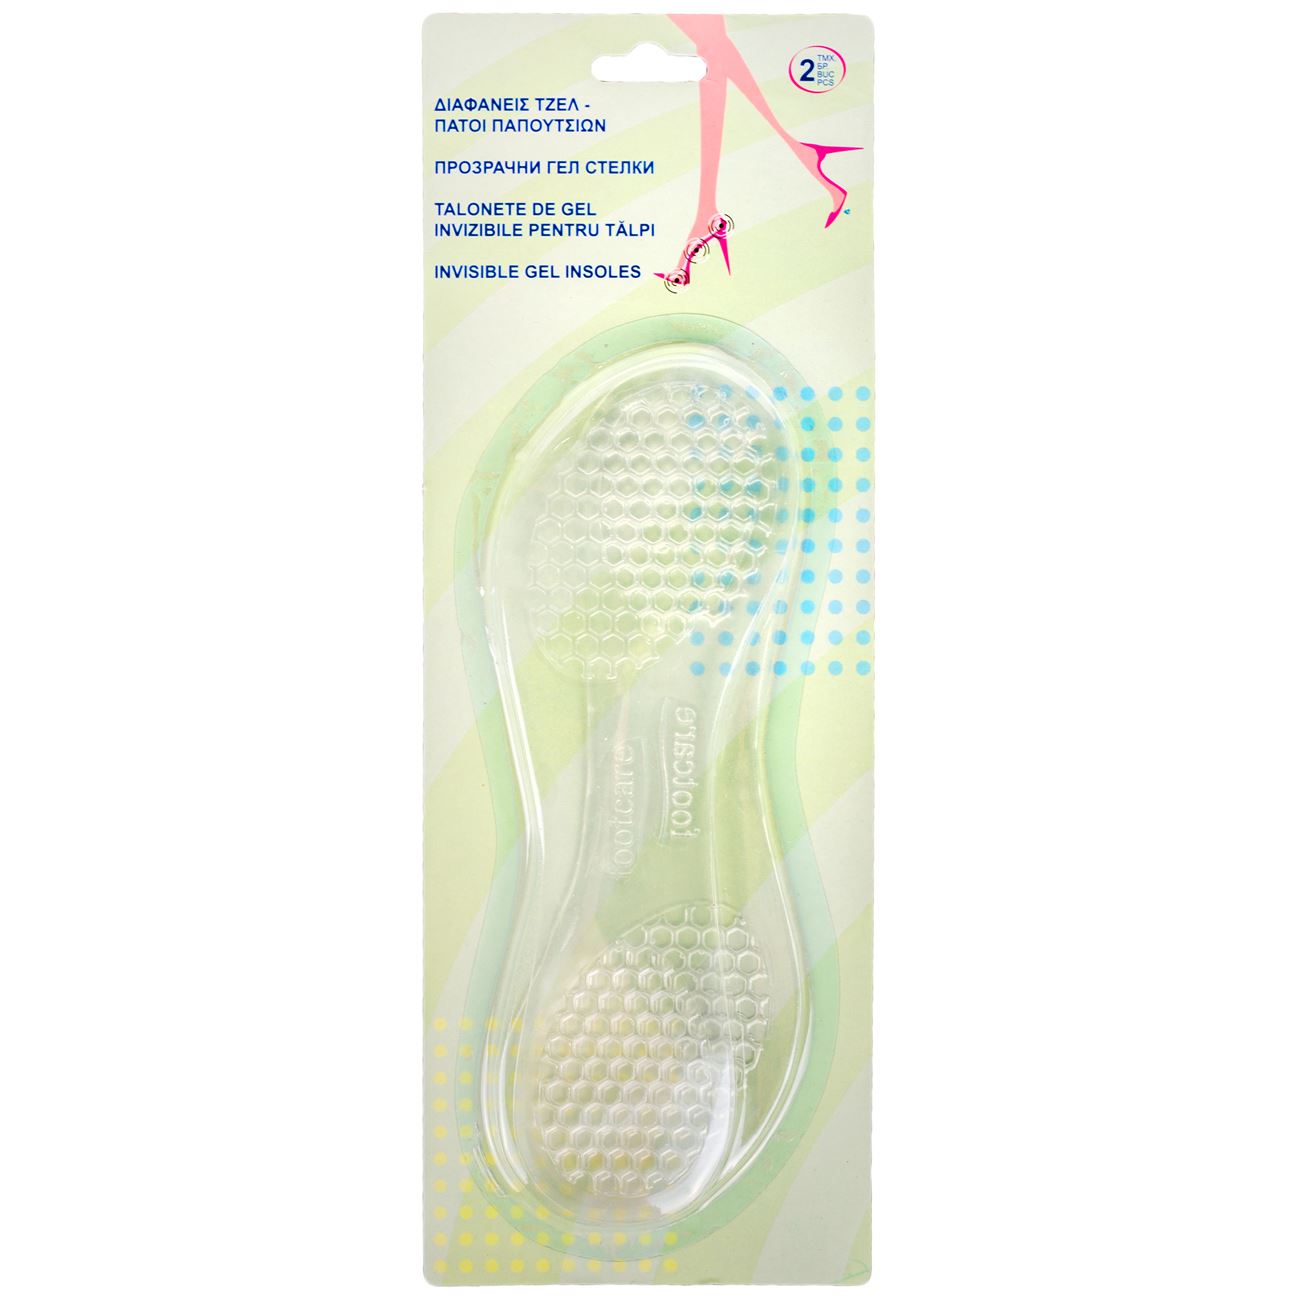 2
ΤΜΧ.
БР.
BUC
PCS
ΔΙΑΦΑΝΕΙΣ ΤΖΕΛ -
ΠΑΤΟΙ ΠΑΠΟΥΤΣΙΩΝ
ПРОЗРАЧНИ ГЕЛ СТЕЛКИ
TALONETE DE GEL
INVIZIBILE PENTRU TĂLPI
INVISIBLE GEL INSOLES
footcare
footcare